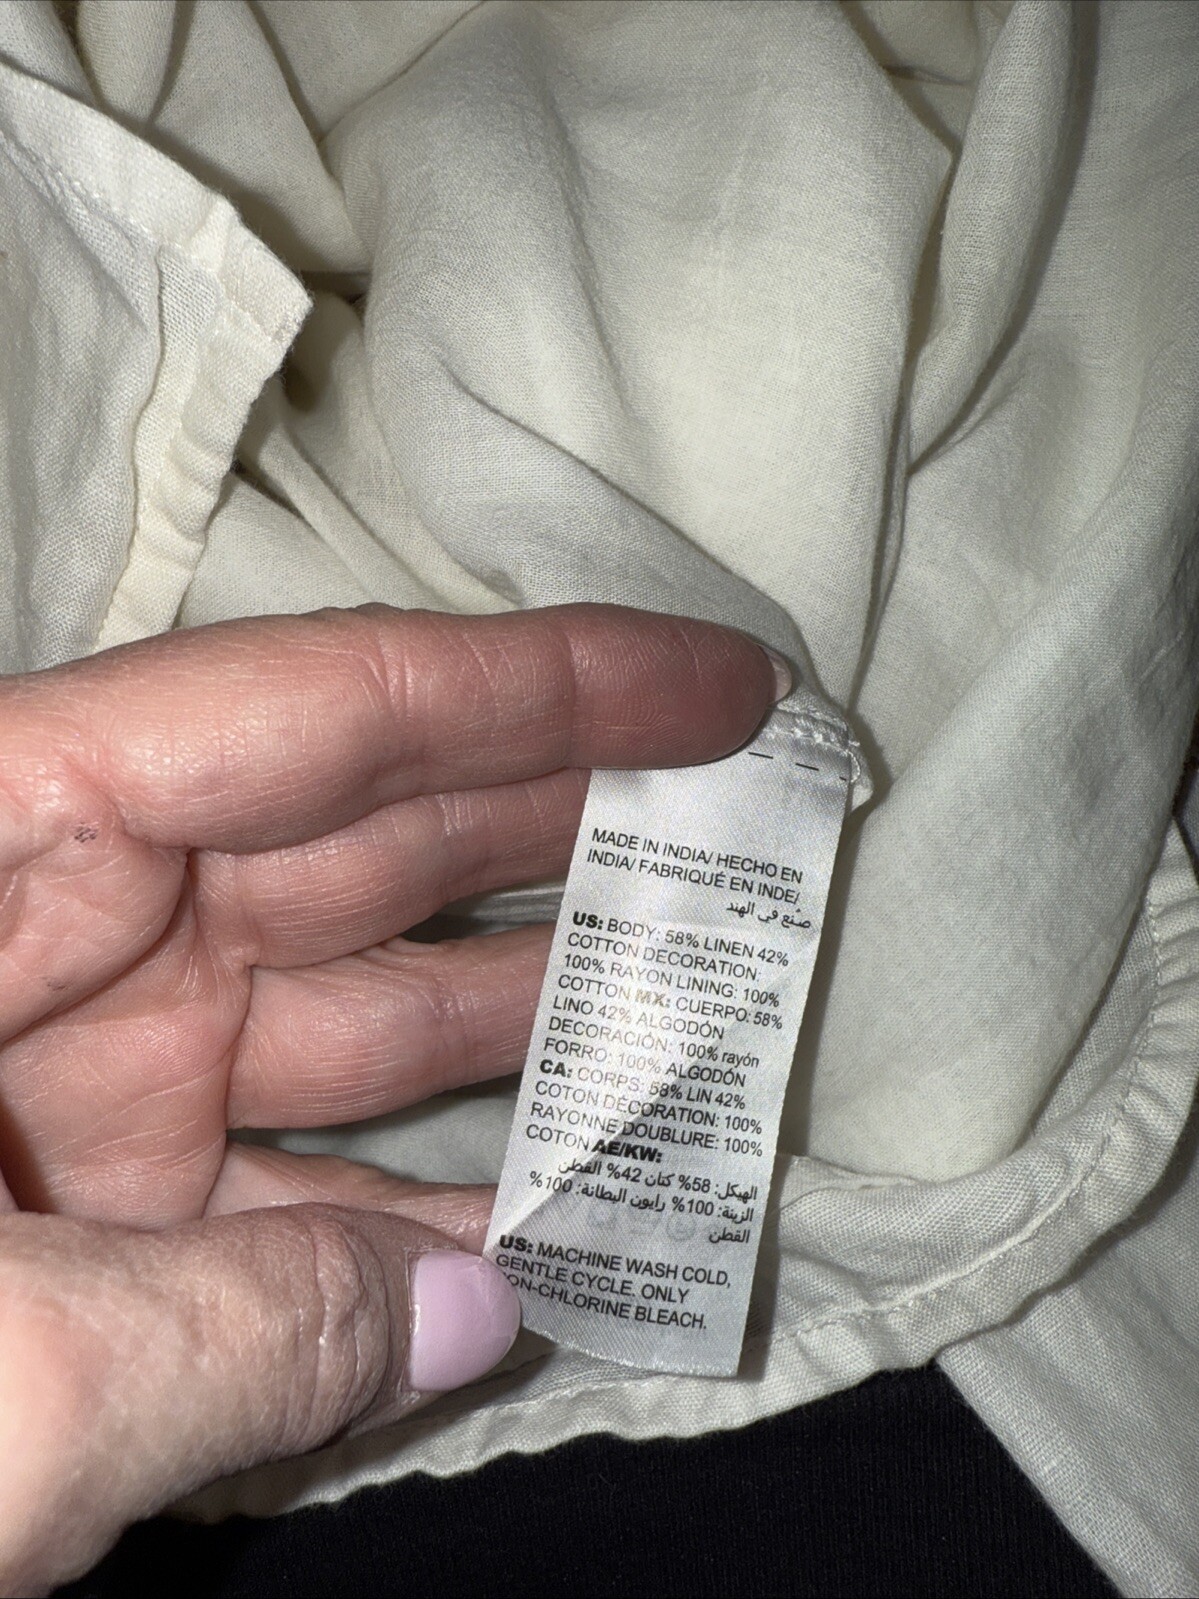 MADE IN INDIA/ HECHO EN
INDIA/ FABRIQUÉ EN INDE/
صنع في الهند
US: BODY: 58% LINEN 42%
COTTON DECORATION:
100% RAYON LINING: 100%
COTTON MX: CUERPO: 58%
LINO 42% ALGODÓN
DECORACIÓN: 100% rayón
FORRO: 100% ALGODÓN
CA: CORPS: 58% LIN 42%
COTON DÉCORATION: 100%
RAYONNE DOUBLURE: 100%
COTON AE/KW:
الهيكل: 58% كتان 42% القطن
الزينة: 100% رايون البطانة: 100%
القطن
US: MACHINE WASH COLD,
GENTLE CYCLE. ONLY
ON-CHLORINE BLEACH.